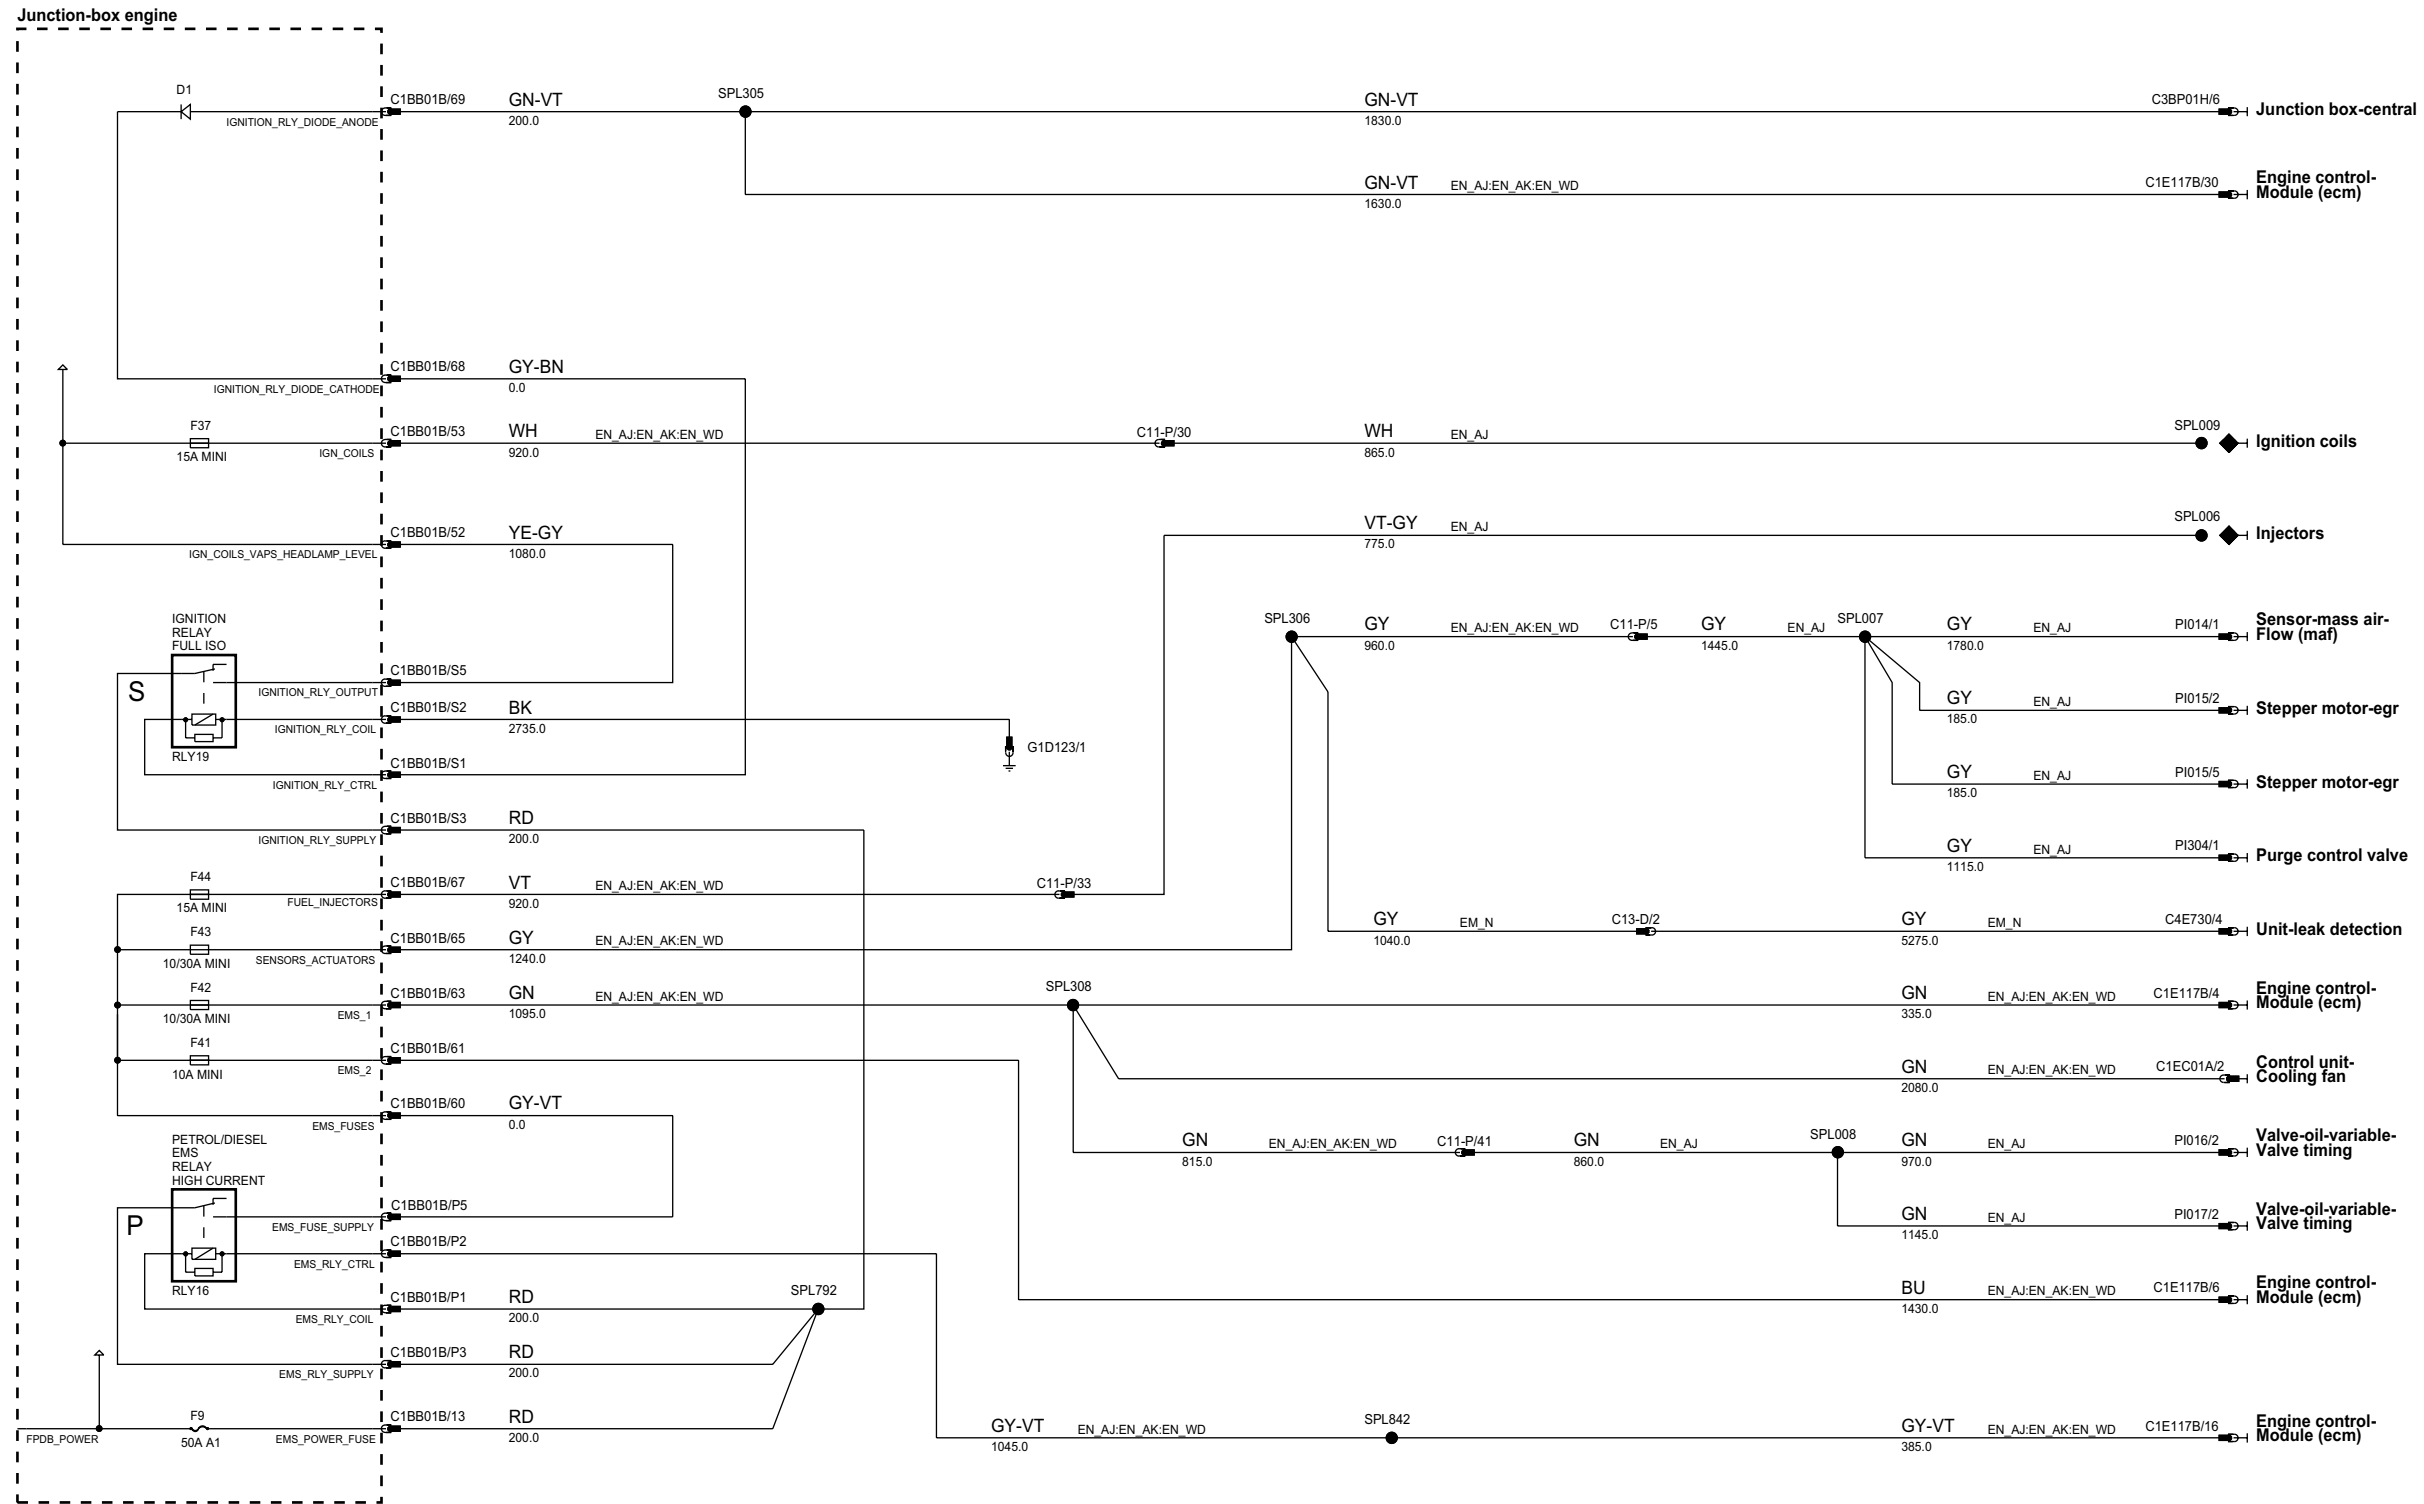 Junction-box engine
D1
C1BB01B/69
GN-VT
SPL305
GN-VT
C3BP01H/6
Junction box-central
IGNITION_RLY_DIODE_ANODE
200.0
1830.0
GN-VT
EN_AJ:EN_AK:EN_WD
C1E117B/30
Engine control-
Module (ecm)
1630.0
C1BB01B/68
GY-BN
IGNITION_RLY_DIODE_CATHODE
0.0
F37
C1BB01B/53
WH
EN_AJ:EN_AK:EN_WD
C11-P/30
WH
EN_AJ
SPL009
Ignition coils
15A MINI
IGN_COILS
920.0
865.0
C1BB01B/52
YE-GY
VT-GY
EN_AJ
SPL006
Injectors
IGN_COILS_VAPS_HEADLAMP_LEVEL
1080.0
775.0
IGNITION
RELAY
FULL ISO
SPL306
GY
EN_AJ:EN_AK:EN_WD
C11-P/5
GY
EN_AJ
SPL007
GY
EN_AJ
PI014/1
Sensor-mass air-
Flow (maf)
960.0
1445.0
1780.0
S
C1BB01B/S5
IGNITION_RLY_OUTPUT
C1BB01B/S2
BK
GY
EN_AJ
PI015/2
Stepper motor-egr
IGNITION_RLY_COIL
2735.0
185.0
G1D123/1
RLY19
C1BB01B/S1
IGNITION_RLY_CTRL
GY
EN_AJ
PI015/5
Stepper motor-egr
185.0
C1BB01B/S3
RD
IGNITION_RLY_SUPPLY
200.0
GY
EN_AJ
PI304/1
Purge control valve
1115.0
F44
C1BB01B/67
VT
EN_AJ:EN_AK:EN_WD
C11-P/33
15A MINI
FUEL_INJECTORS
920.0
GY
EM_N
C13-D/2
GY
EM_N
C4E730/4
Unit-leak detection
1040.0
5275.0
F43
C1BB01B/65
GY
EN_AJ:EN_AK:EN_WD
10/30A MINI
SENSORS_ACTUATORS
1240.0
F42
C1BB01B/63
GN
EN_AJ:EN_AK:EN_WD
SPL308
GN
EN_AJ:EN_AK:EN_WD
C1E117B/4
Engine control-
Module (ecm)
10/30A MINI
EMS_1
1095.0
335.0
F41
C1BB01B/61
10A MINI
EMS_2
GN
EN_AJ:EN_AK:EN_WD
C1EC01A/2
Control unit-
Cooling fan
2080.0
C1BB01B/60
GY-VT
EMS_FUSES
0.0
PETROL/DIESEL
EMS
RELAY
HIGH CURRENT
GN
EN_AJ:EN_AK:EN_WD
C11-P/41
GN
EN_AJ
SPL008
GN
EN_AJ
PI016/2
Valve-oil-variable-
Valve timing
815.0
860.0
970.0
P
C1BB01B/P5
EMS_FUSE_SUPPLY
GN
EN_AJ
PI017/2
Valve-oil-variable-
Valve timing
1145.0
C1BB01B/P2
EMS_RLY_CTRL
RLY16
C1BB01B/P1
RD
SPL792
EMS_RLY_COIL
200.0
BU
EN_AJ:EN_AK:EN_WD
C1E117B/6
Engine control-
Module (ecm)
1430.0
C1BB01B/P3
RD
EMS_RLY_SUPPLY
200.0
FPDB_POWER
F9
50A A1
C1BB01B/13
RD
EMS_POWER_FUSE
200.0
GY-VT
EN_AJ:EN_AK:EN_WD
SPL842
GY-VT
EN_AJ:EN_AK:EN_WD
C1E117B/16
Engine control-
Module (ecm)
1045.0
385.0